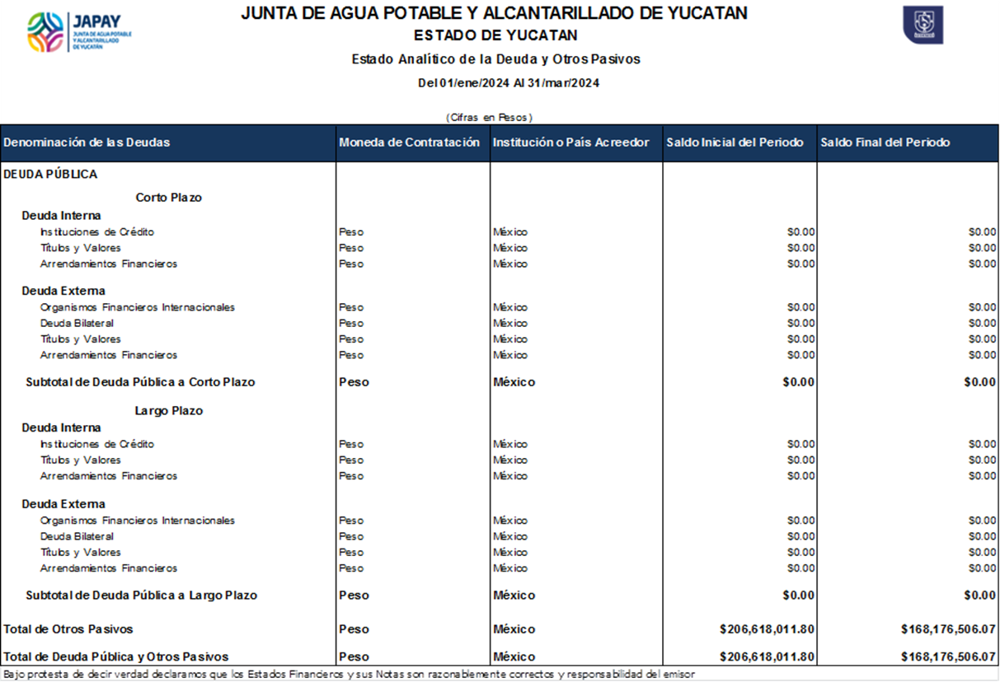 JAPAY
JUNTA DE AGUA POTABLE
Y ALCANTARILLADO
DE YUCATÁN
JUNTA DE AGUA POTABLE Y ALCANTARILLADO DE YUCATAN
ESTADO DE YUCATAN
Estado Analítico de la Deuda y Otros Pasivos
Del 01/ene/2024 Al 31/mar/2024
(Cifras en Pesos)
Denominación de las Deudas Moneda de Contratación Institución o País Acreedor Saldo Inicial del Periodo Saldo Final del Periodo
DEUDA PÚBLICA
Corto Plazo
Deuda Interna
Instituciones de Crédito Peso México $0.00 $0.00
Títulos y Valores Peso México $0.00 $0.00
Arrendamientos Financieros Peso México $0.00 $0.00
Deuda Externa
Organismos Financieros Internacionales Peso México $0.00 $0.00
Deuda Bilateral Peso México $0.00 $0.00
Títulos y Valores Peso México $0.00 $0.00
Arrendamientos Financieros Peso México $0.00 $0.00
Subtotal de Deuda Pública a Corto Plazo Peso México $0.00 $0.00
Largo Plazo
Deuda Interna
Instituciones de Crédito Peso México $0.00 $0.00
Títulos y Valores Peso México $0.00 $0.00
Arrendamientos Financieros Peso México $0.00 $0.00
Deuda Externa
Organismos Financieros Internacionales Peso México $0.00 $0.00
Deuda Bilateral Peso México $0.00 $0.00
Títulos y Valores Peso México $0.00 $0.00
Arrendamientos Financieros Peso México $0.00 $0.00
Subtotal de Deuda Pública a Largo Plazo Peso México $0.00 $0.00
Total de Otros Pasivos Peso México $206,618,011.80 $168,176,506.07
Total de Deuda Pública y Otros Pasivos Peso México $206,618,011.80 $168,176,506.07
Bajo protesta de decir verdad declaramos que los Estados Financieros y sus Notas son razonablemente correctos y responsabilidad del emisor